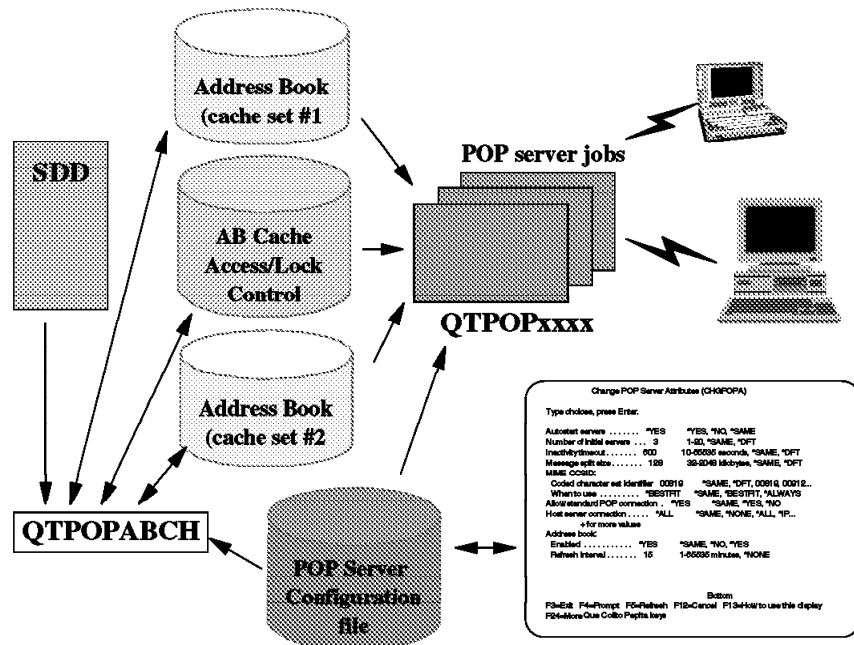 Address Book
(cache set #1
SDD
POP server jobs
AB Cache
Access/Lock
Control
QTPOPxxxx
Address Book
(cache set #2
QTPOPABCH
POP Server
Configuration
file
Change POP Server Attributes (CHGPOPA)
Type choices, press Enter.
Autostart servers . . . . . . . *YES *YES, *NO, *SAME
Number of initial servers . . . 3 1-20, *SAME, *DFT
Inactivity timeout . . . . . . . 600 10-65535 seconds, *SAME, *DFT
Message split size . . . . . . 128 32-2048 kilobytes, *SAME, *DFT
MIME CCSID:
Coded character set identifier 00819 *SAME, *DFT, 00819, 00912...
When to use . . . . . . . . . *BESTFIT *SAME, *BESTFIT, *ALWAYS
Allow standard POP connection . *YES *SAME, *YES, *NO
Host server connection . . . . . *ALL *SAME, *NONE, *ALL, *IP...
+ for more values
Address book:
Enabled . . . . . . . . . . . *YES *SAME, *NO, *YES
Refresh interval . . . . . . . 15 1-65535 minutes, *NONE
Bottom
F3=Exit F4=Prompt F5=Refresh F12=Cancel F13=How to use this display
F24=More Que Colito Pepita keys